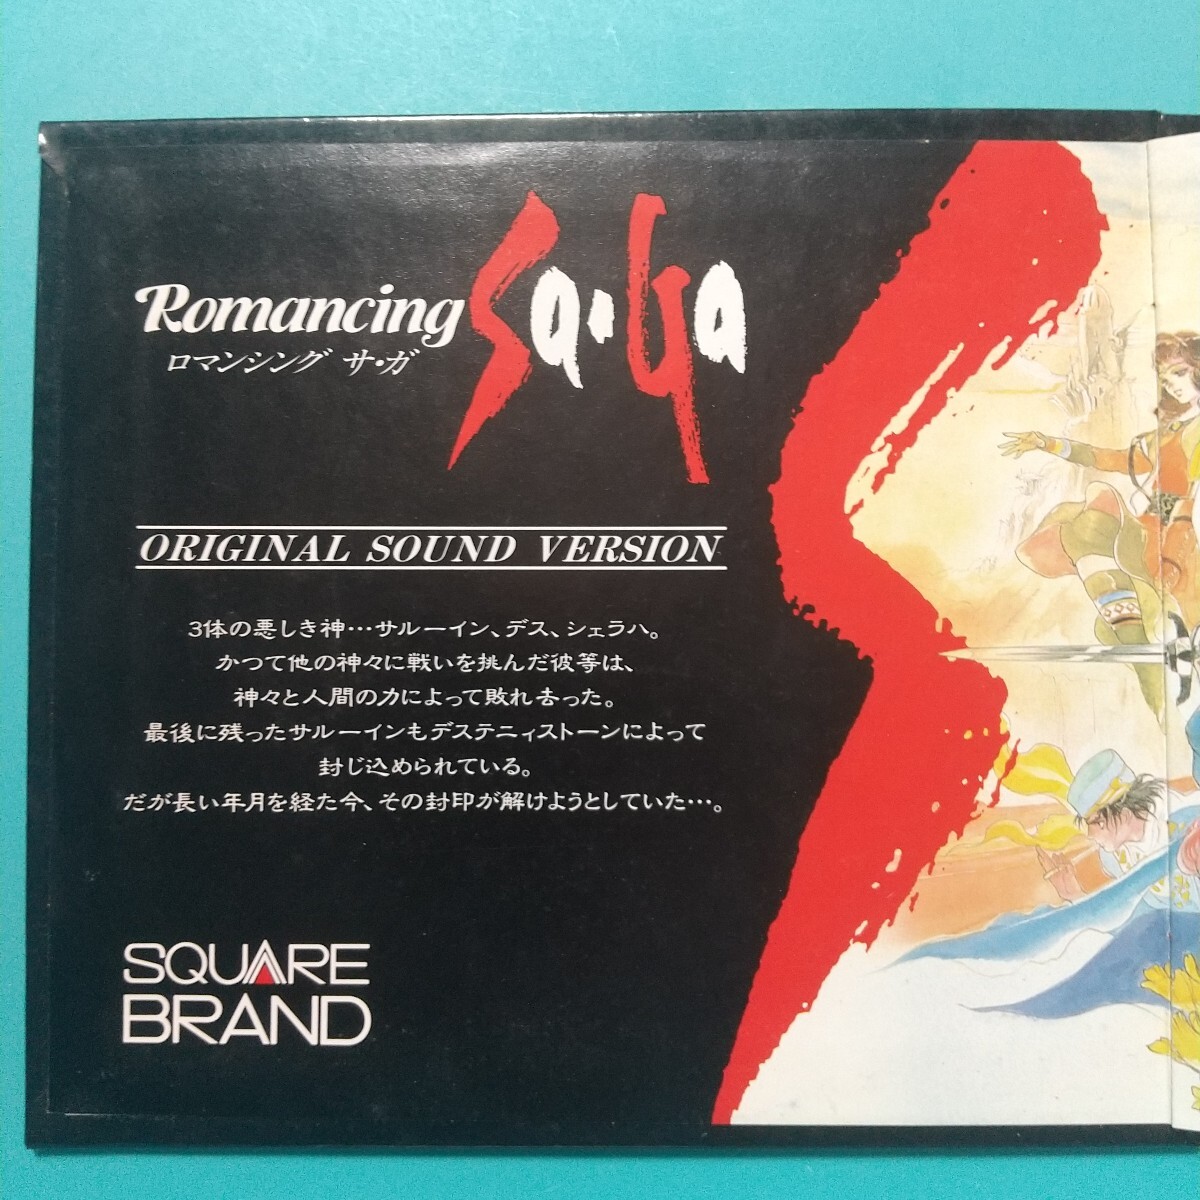 Romancing Sa・Ga
ロマンシング サ・ガ
ORIGINAL SOUND VERSION
3体の悪しき神…サルーイン、デス、シェラハ。
かつて他の神々に戦いを挑んだ彼等は、
神々と人間の力によって敗れ去った。
最後に残ったサルーインもデステニィストーンによって
封じ込められている。
だが長い年月を経た今、その封印が解けようとしていた…。
SQUARE
BRAND